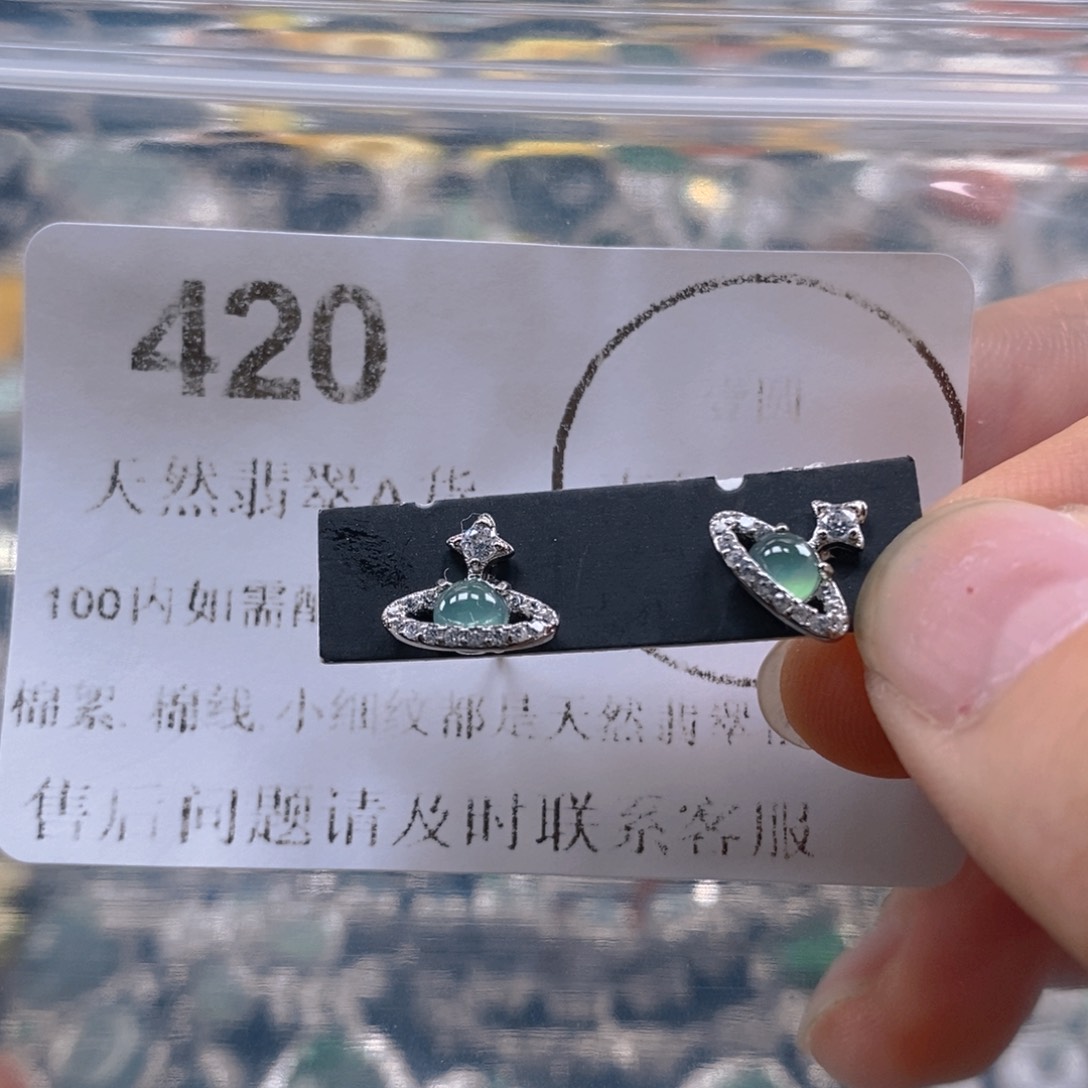 420
天然翡翠A货
100内如需
棉絮 棉线 小细纹都是天然翡翠
售后问题请及时联系客服